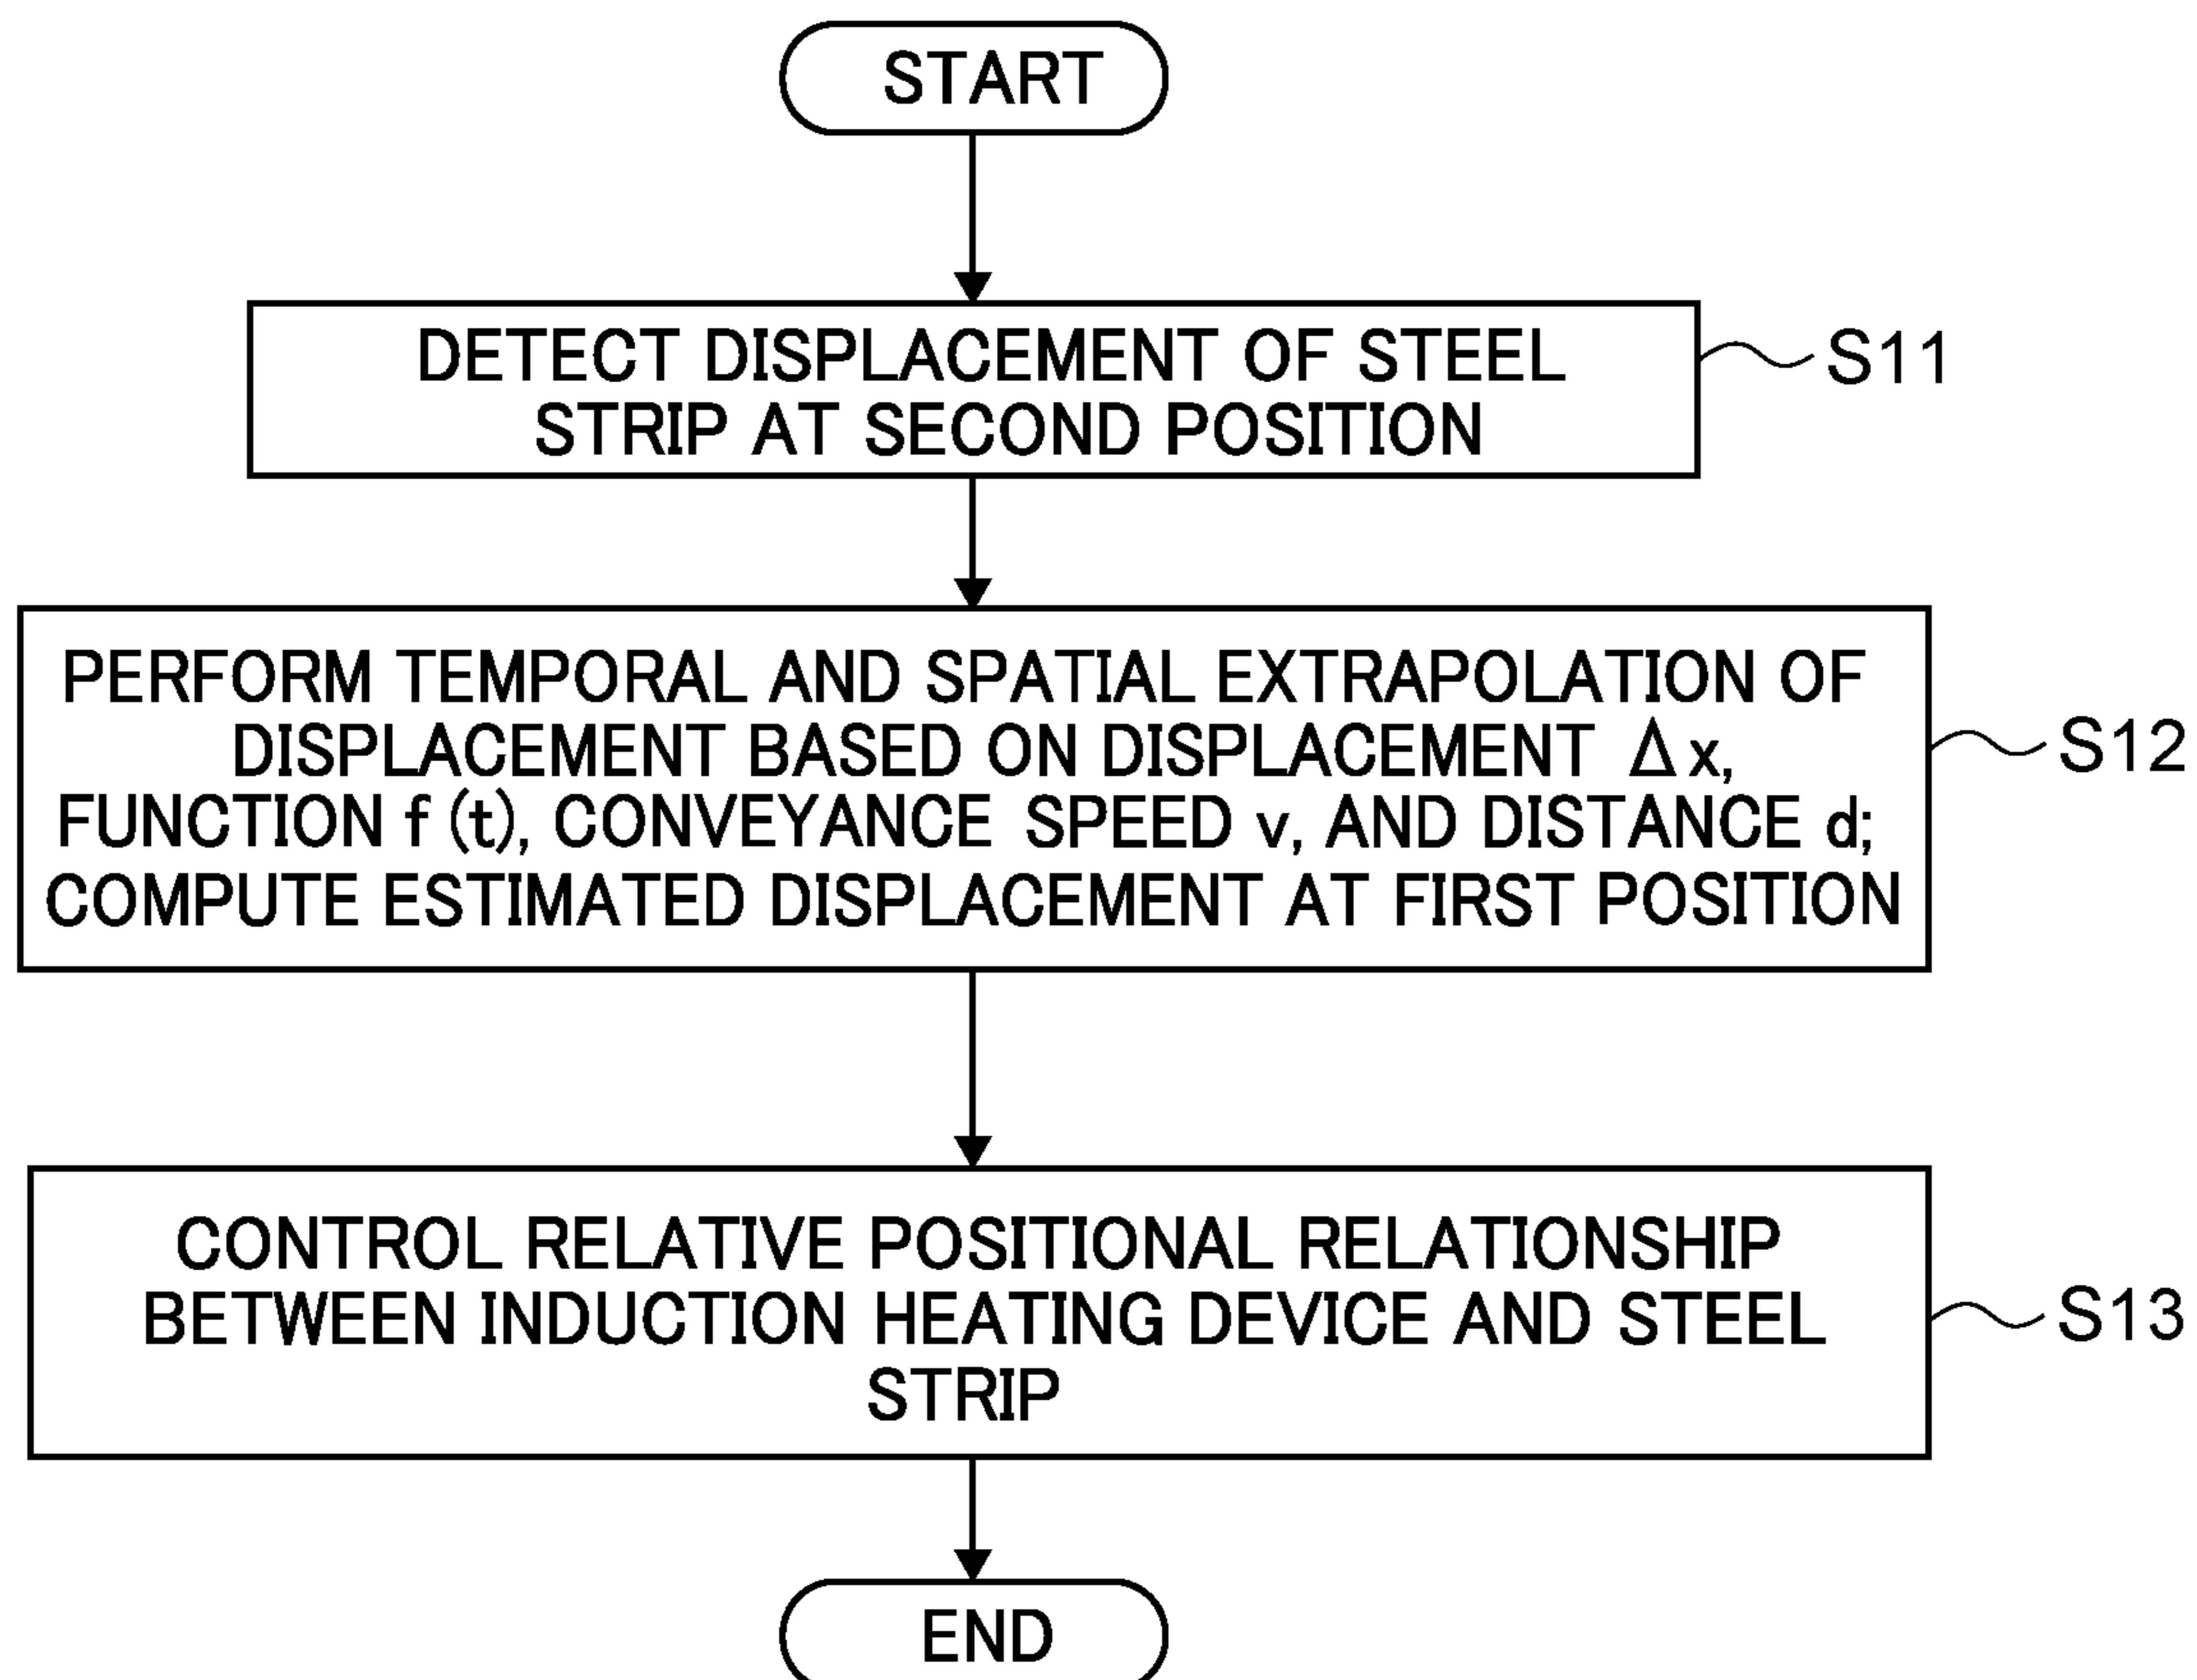 START
DETECT DISPLACEMENT OF STEEL
STRIP AT SECOND POSITION
S11
PERFORM TEMPORAL AND SPATIAL EXTRAPOLATION OF
DISPLACEMENT BASED ON DISPLACEMENT Δx,
FUNCTION f (t), CONVEYANCE SPEED v, AND DISTANCE d;
COMPUTE ESTIMATED DISPLACEMENT AT FIRST POSITION
S12
CONTROL RELATIVE POSITIONAL RELATIONSHIP
BETWEEN INDUCTION HEATING DEVICE AND STEEL
STRIP
S13
END